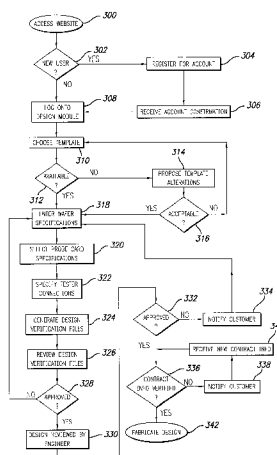 300
ACCESS WEBSITE
302
NEW USER
?
YES
304
REGISTER FOR ACCOUNT
NO
308
LOG ONTO
DESIGN MODULE
306
RECEIVE ACCOUNT CONFIRMATION
CHOOSE TEMPLATE
310
314
PROPOSE TEMPLATE
ALTERATIONS
AVAILABLE
?
NO
312
YES
318
ENTER WAFER
SPECIFICATIONS
YES
ACCEPTABLE
?
NO
316
320
PROBE CARD
SPECIFICATIONS
322
SPECIFY TESTER
CONNECTIONS
324
GENERATE DESIGN
VERIFICATION FILES
332
APPROVED
?
NO
334
NOTIFY CUSTOMER
326
REVIEW DESIGN
VERIFICATION FILES
YES
RECEIVE NEW CONTRACT INFO
336
CONTRACT
INFO VERIFIED
?
NO
338
NOTIFY CUSTOMER
328
APPROVED
?
NO
YES
YES
330
DESIGN REVIEWED BY
ENGINEER
FABRICATE DESIGN
342